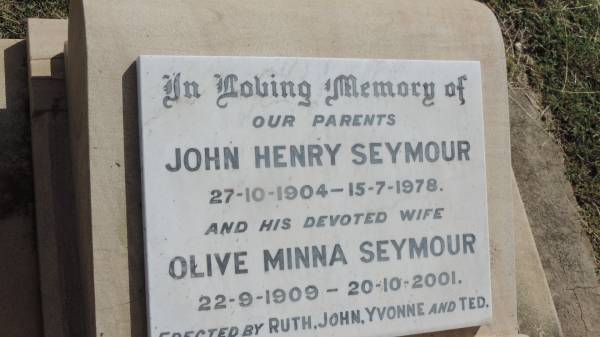 In Loving Memory of
OUR PARENTS
JOHN HENRY SEYMOUR
27-10-1904-15-7-1978.
AND HIS DEVOTED WIFE
OLIVE MINNA SEYMOUR
22-9-1909 - 20-10-2001.
ERECTED BY RUTH, JOHN, YVONNE AND TED.